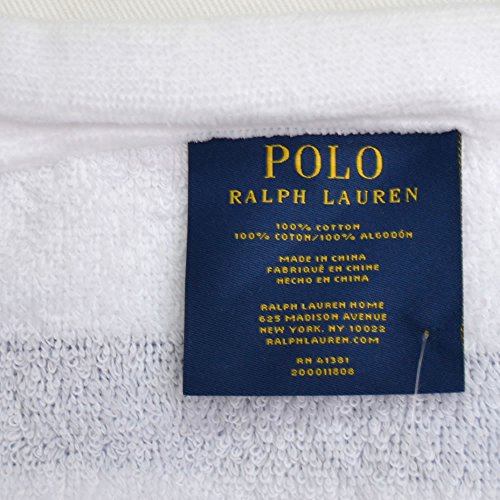 POLO
RALPH LAUREN
100% COTTON
100% COTON/100% ALGODÓN
MADE IN CHINA
FABRIQUÉ EN CHINE
HECHO EN CHINA
RALPH LAUREN HOME
625 MADISON AVENUE
NEW YORK, NY 10022
RALPHLAUREN.COM
RN 41381
200011808